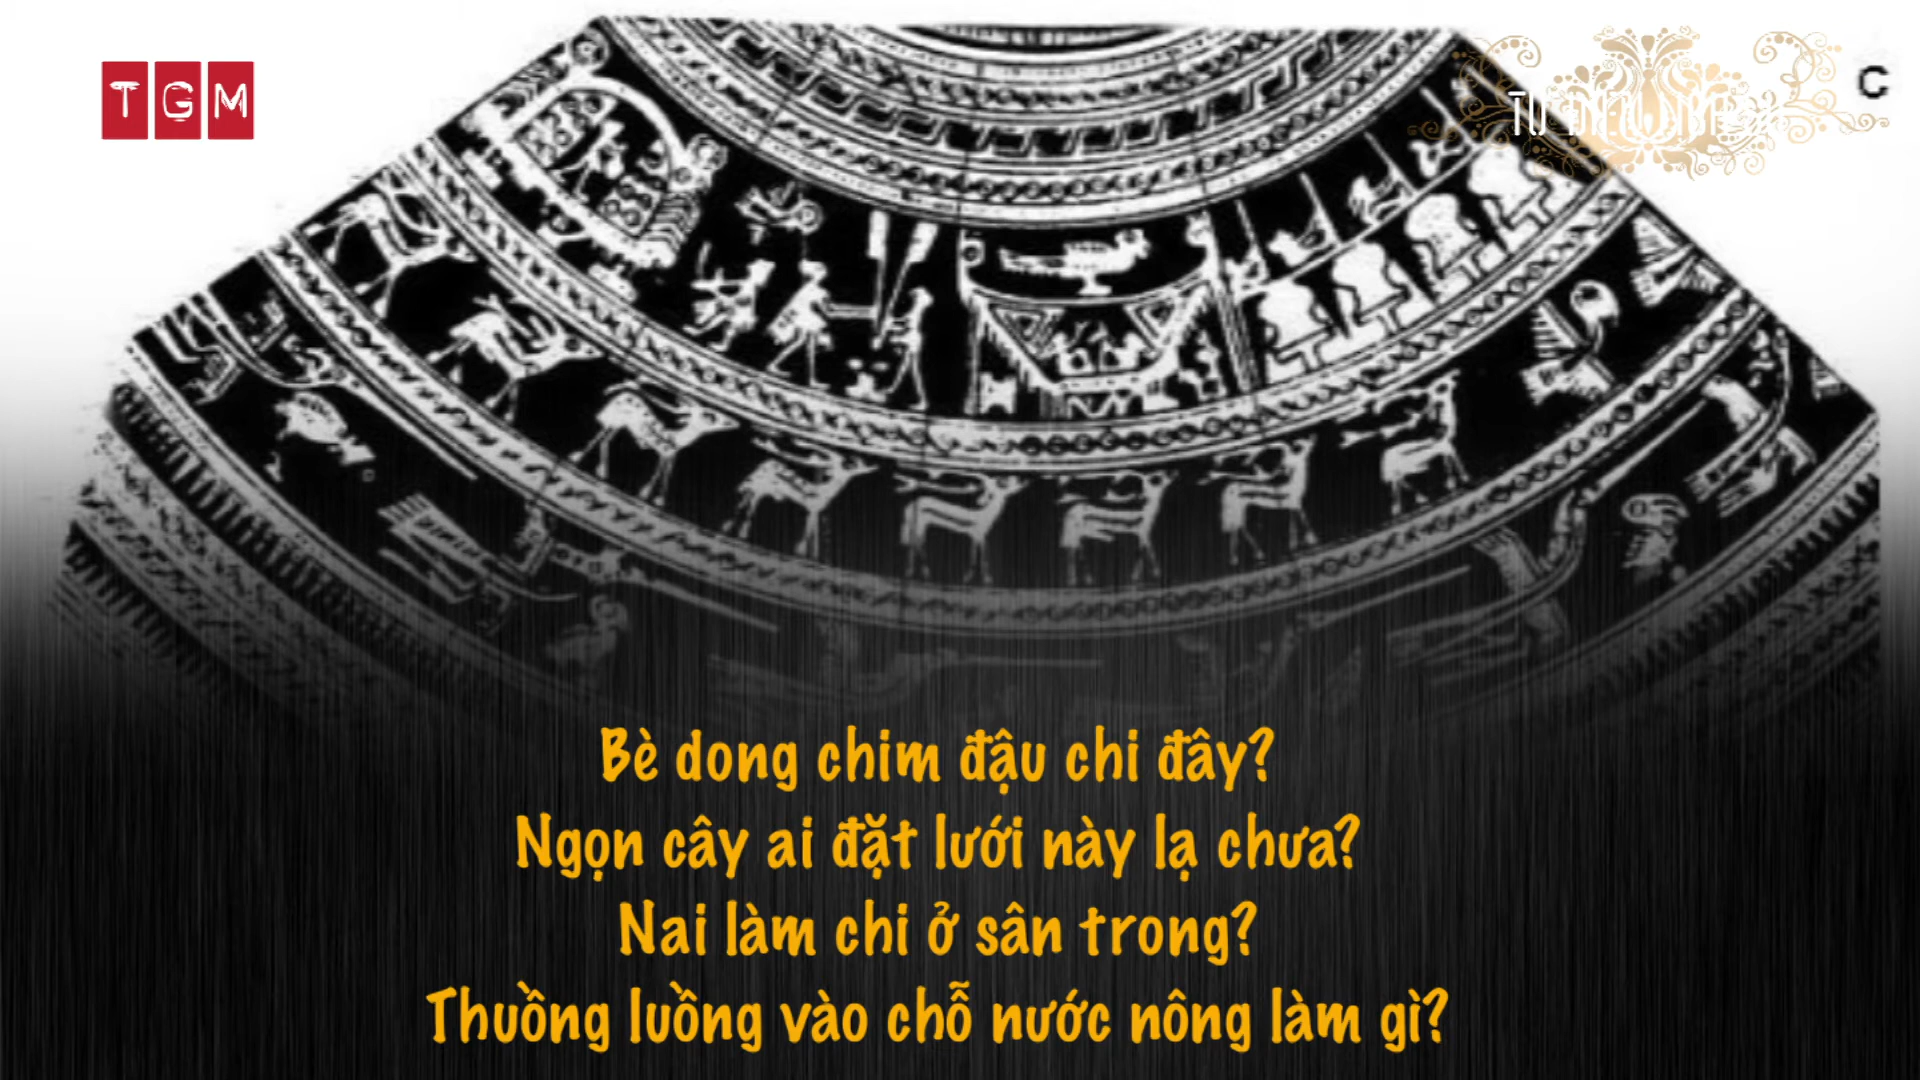 TGM
C
Bè dong chim đậu chi đây?
Ngọn cây ai đặt lưới này lạ chưa?
Nai làm chi ở sân trong?
Thuồng luồng vào chỗ nước nông làm gì?